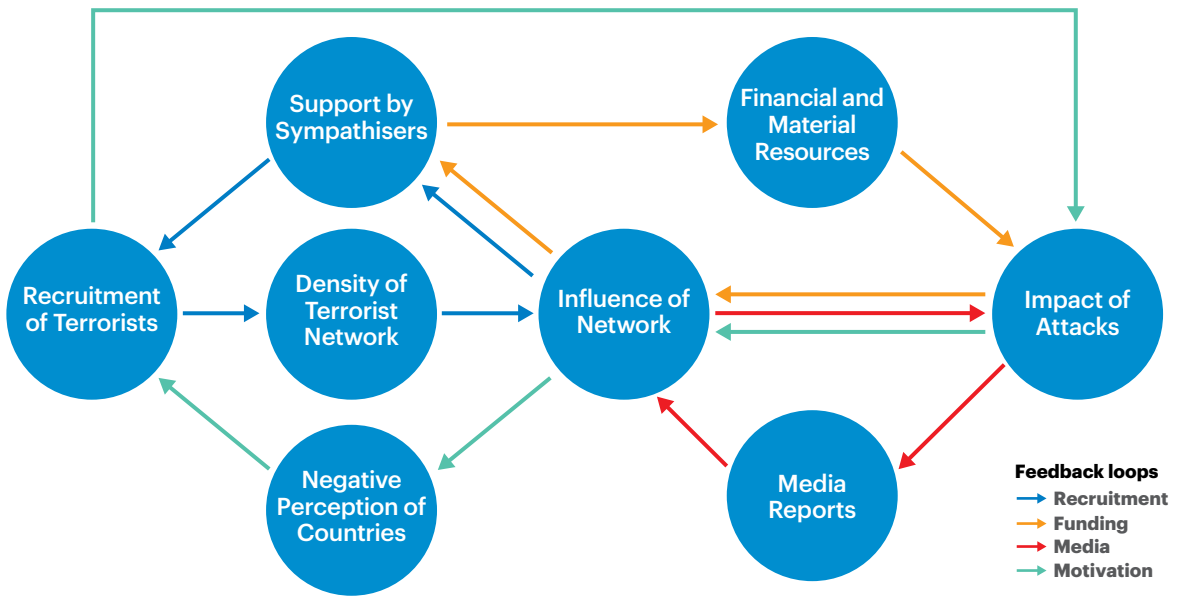 Support by
Sympathisers
Financial and
Material
Resources
Recruitment
of Terrorists
Density of
Terrorist
Network
Influence of
Network
Impact of
Attacks
Negative
Perception of
Countries
Media
Reports
Feedback loops
Recruitment
Funding
Media
Motivation